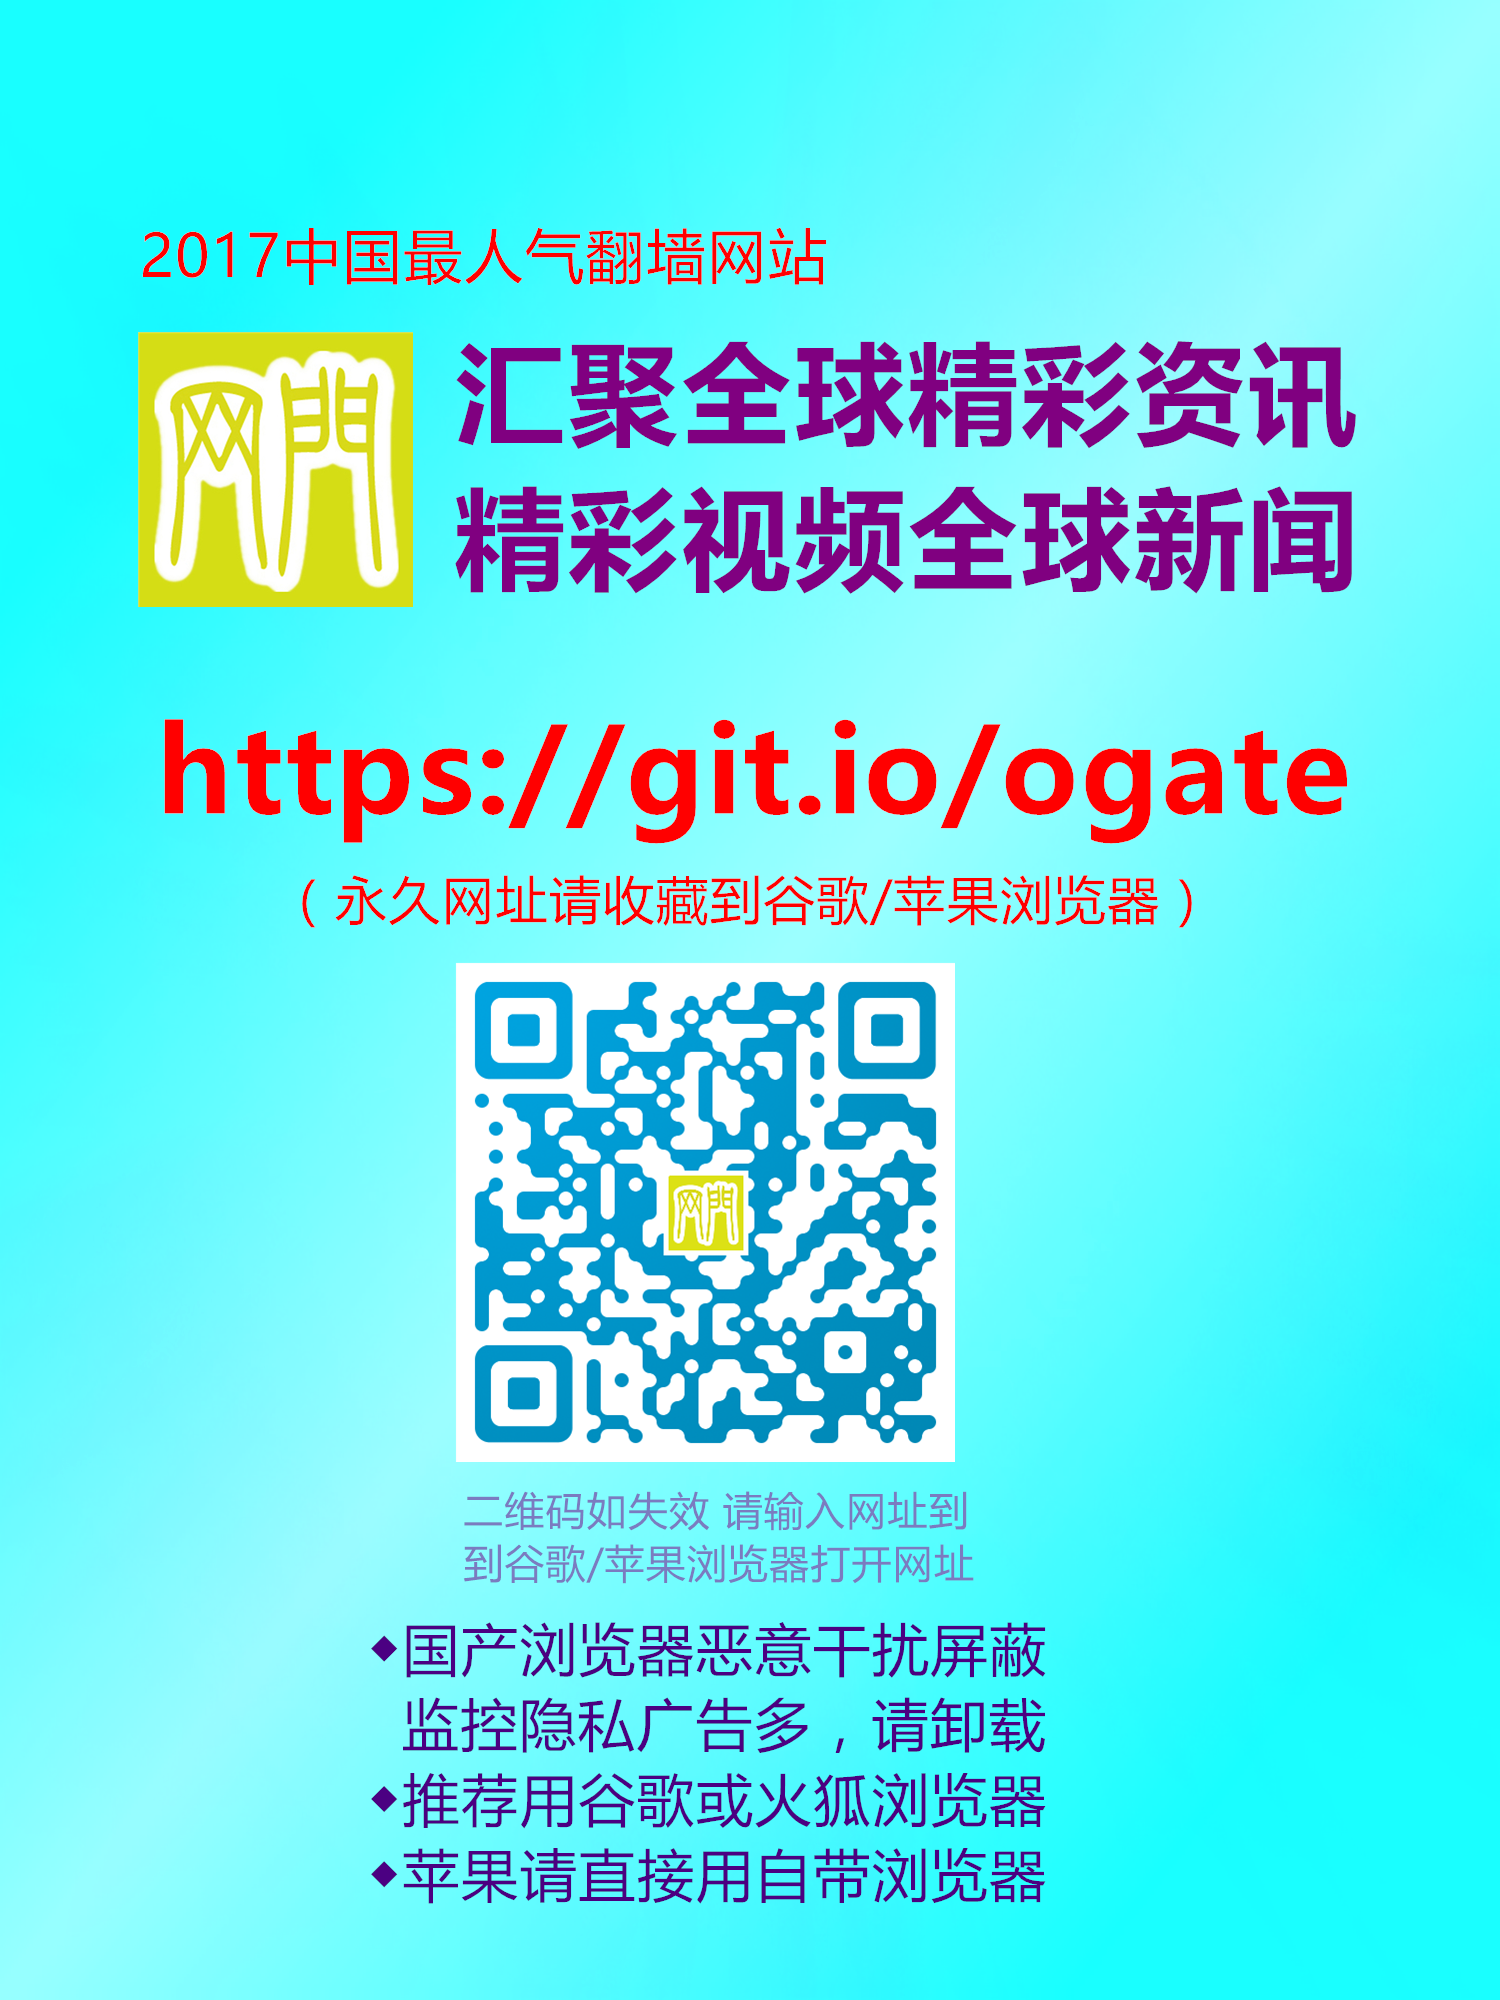 2017中国最人气翻墙网站
网門
汇聚全球精彩资讯
精彩视频全球新闻
https://git.io/ogate
（永久网址请收藏到谷歌/苹果浏览器）
网門
二维码如失效 请输入网址到
到谷歌/苹果浏览器打开网址
◆国产浏览器恶意干扰屏蔽
监控隐私广告多，请卸载
◆推荐用谷歌或火狐浏览器
◆苹果请直接用自带浏览器